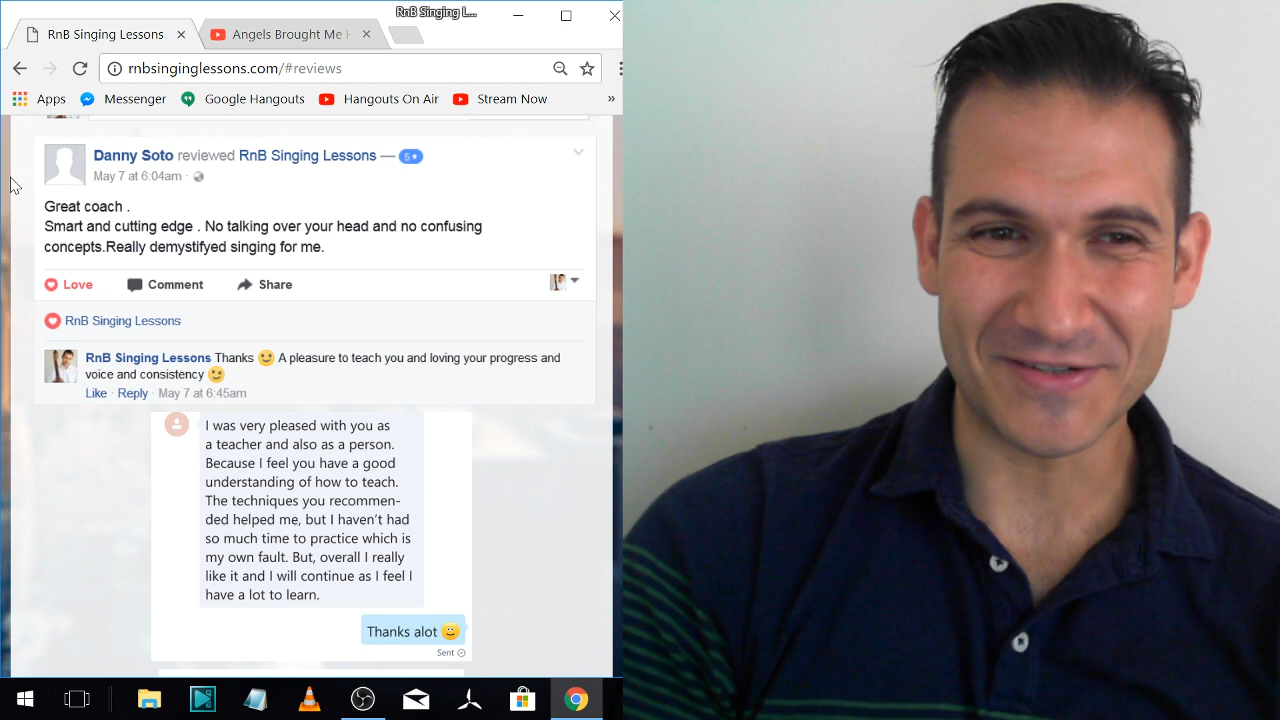 RnB Singing L...
RnB Singing Lessons
Angels Brought Me H
rnbsinginglessons.com/#reviews
Apps Messenger Google Hangouts Hangouts On Air Stream Now »
Danny Soto reviewed RnB Singing Lessons — 5★
May 7 at 6:04am ·
Great coach .
Smart and cutting edge . No talking over your head and no confusing
concepts.Really demystifyed singing for me.
Love Comment Share
RnB Singing Lessons
RnB Singing Lessons Thanks 😉 A pleasure to teach you and loving your progress and
voice and consistency 😉
Like · Reply · May 7 at 6:45am
I was very pleased with you as
a teacher and also as a person.
Because I feel you have a good
understanding of how to teach.
The techniques you recommen-
ded helped me, but I haven't had
so much time to practice which is
my own fault. But, overall I really
like it and I will continue as I feel I
have a lot to learn.
Thanks alot 🙂
Sent